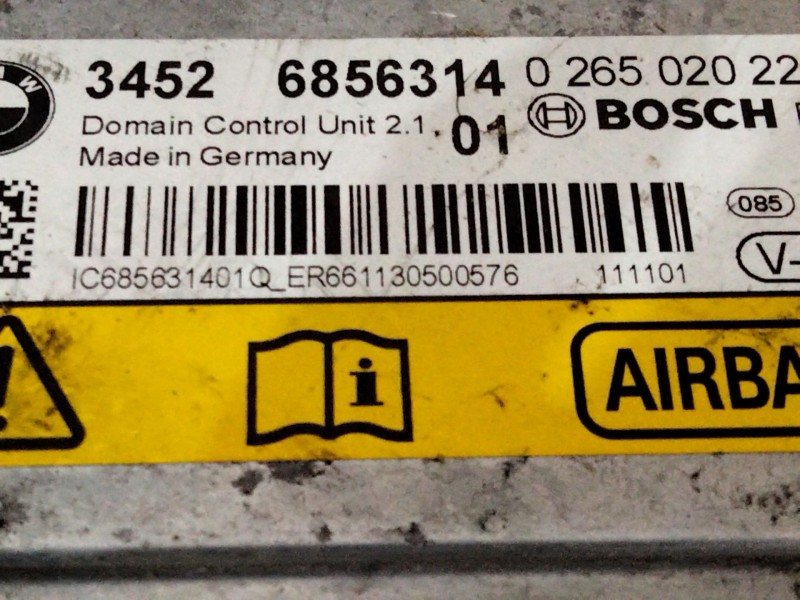 3452 6856314 0 265 020 22
Domain Control Unit 2.1. 01 BOSCH
Made in Germany
085
V-
IC685631401Q_ER661130500576 111101
i AIRBA